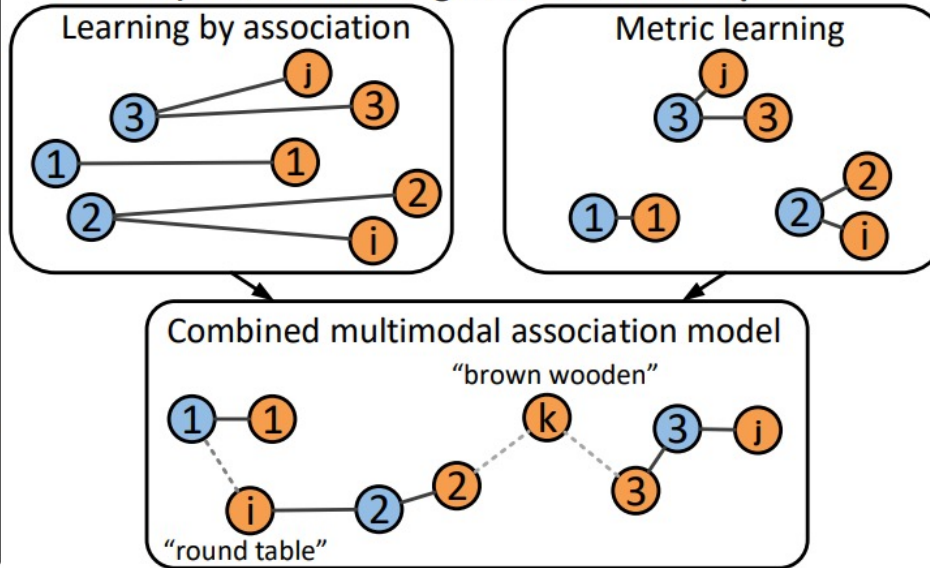 Learning by association
j
3
3
1
1
2
2
i
Metric learning
j
3
3
1
1
2
2
i
Combined multimodal association model
"brown wooden"
1
1
k
3
j
i
2
2
3
"round table"